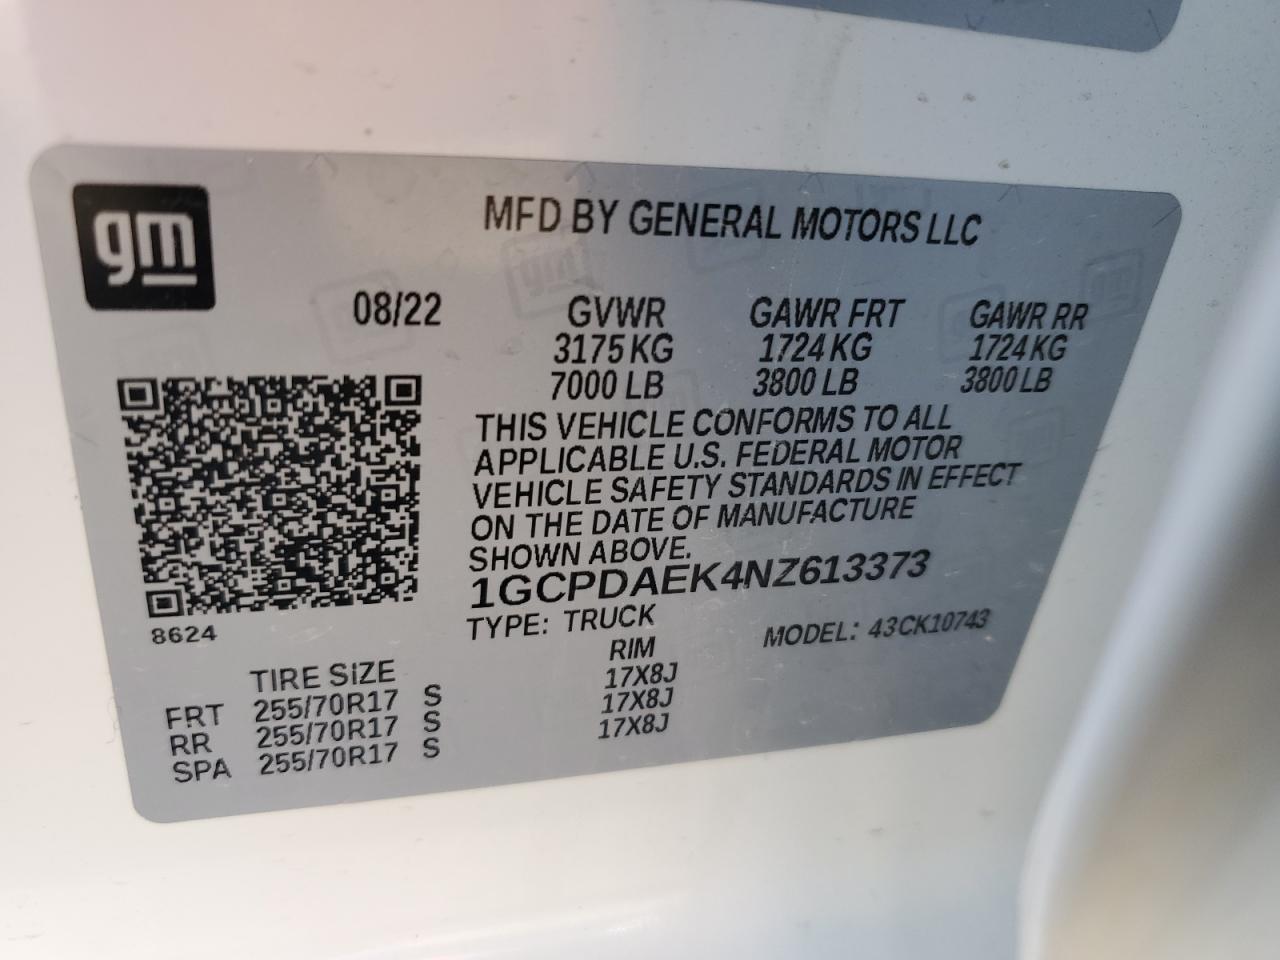 gm
MFD BY GENERAL MOTORS LLC
08/22 GVWR GAWR FRT GAWR RR
3175 KG 1724 KG 1724 KG
7000 LB 3800 LB 3800 LB
THIS VEHICLE CONFORMS TO ALL
APPLICABLE U.S. FEDERAL MOTOR
VEHICLE SAFETY STANDARDS IN EFFECT
ON THE DATE OF MANUFACTURE
SHOWN ABOVE.
1GCPDAEK4NZ613373
8624
TYPE: TRUCK MODEL: 43CK10743
TIRE SIZE RIM
FRT 255/70R17 S 17X8J
RR 255/70R17 S 17X8J
SPA 255/70R17 S 17X8J